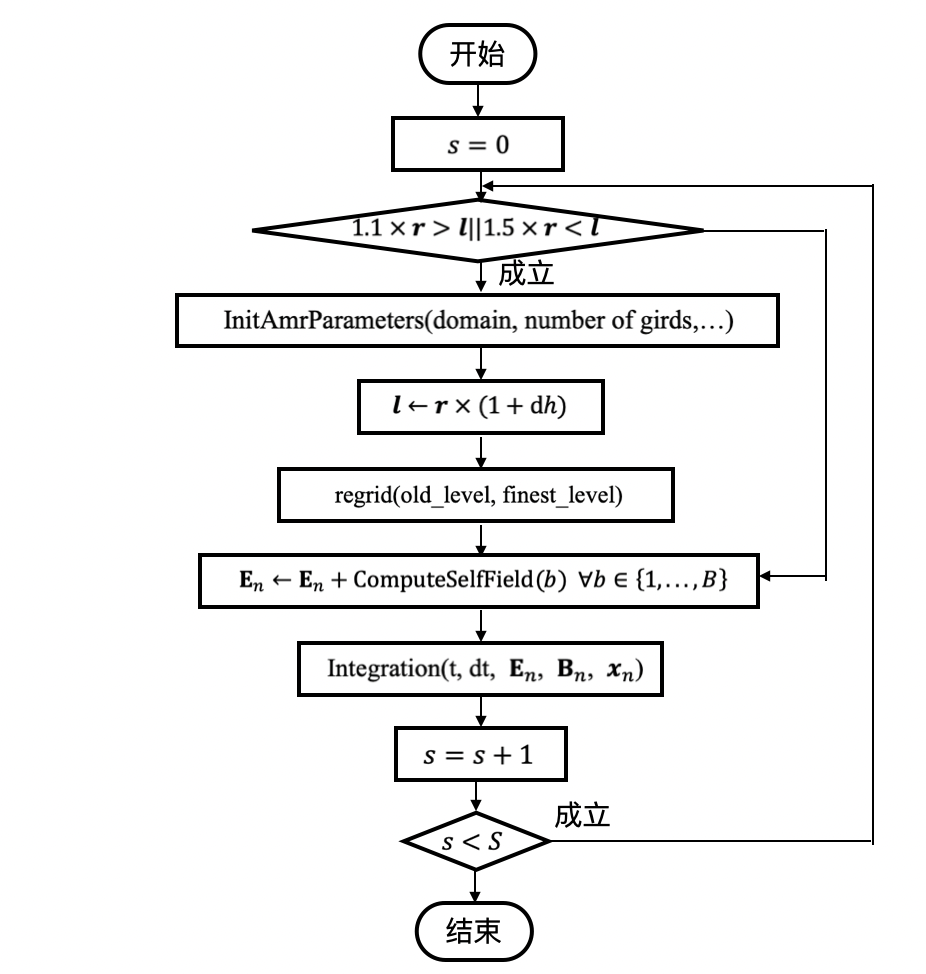 开始
s = 0
1.1 × r > l||1.5 × r < l
成立
InitAmrParameters(domain, number of girds,…)
l ← r × (1 + dh)
regrid(old_level, finest_level)
Eₙ ← Eₙ + ComputeSelfField(b) ∀b ∈ {1,…,B}
Integration(t, dt, Eₙ, Bₙ, xₙ)
s = s + 1
成立
s < S
结束